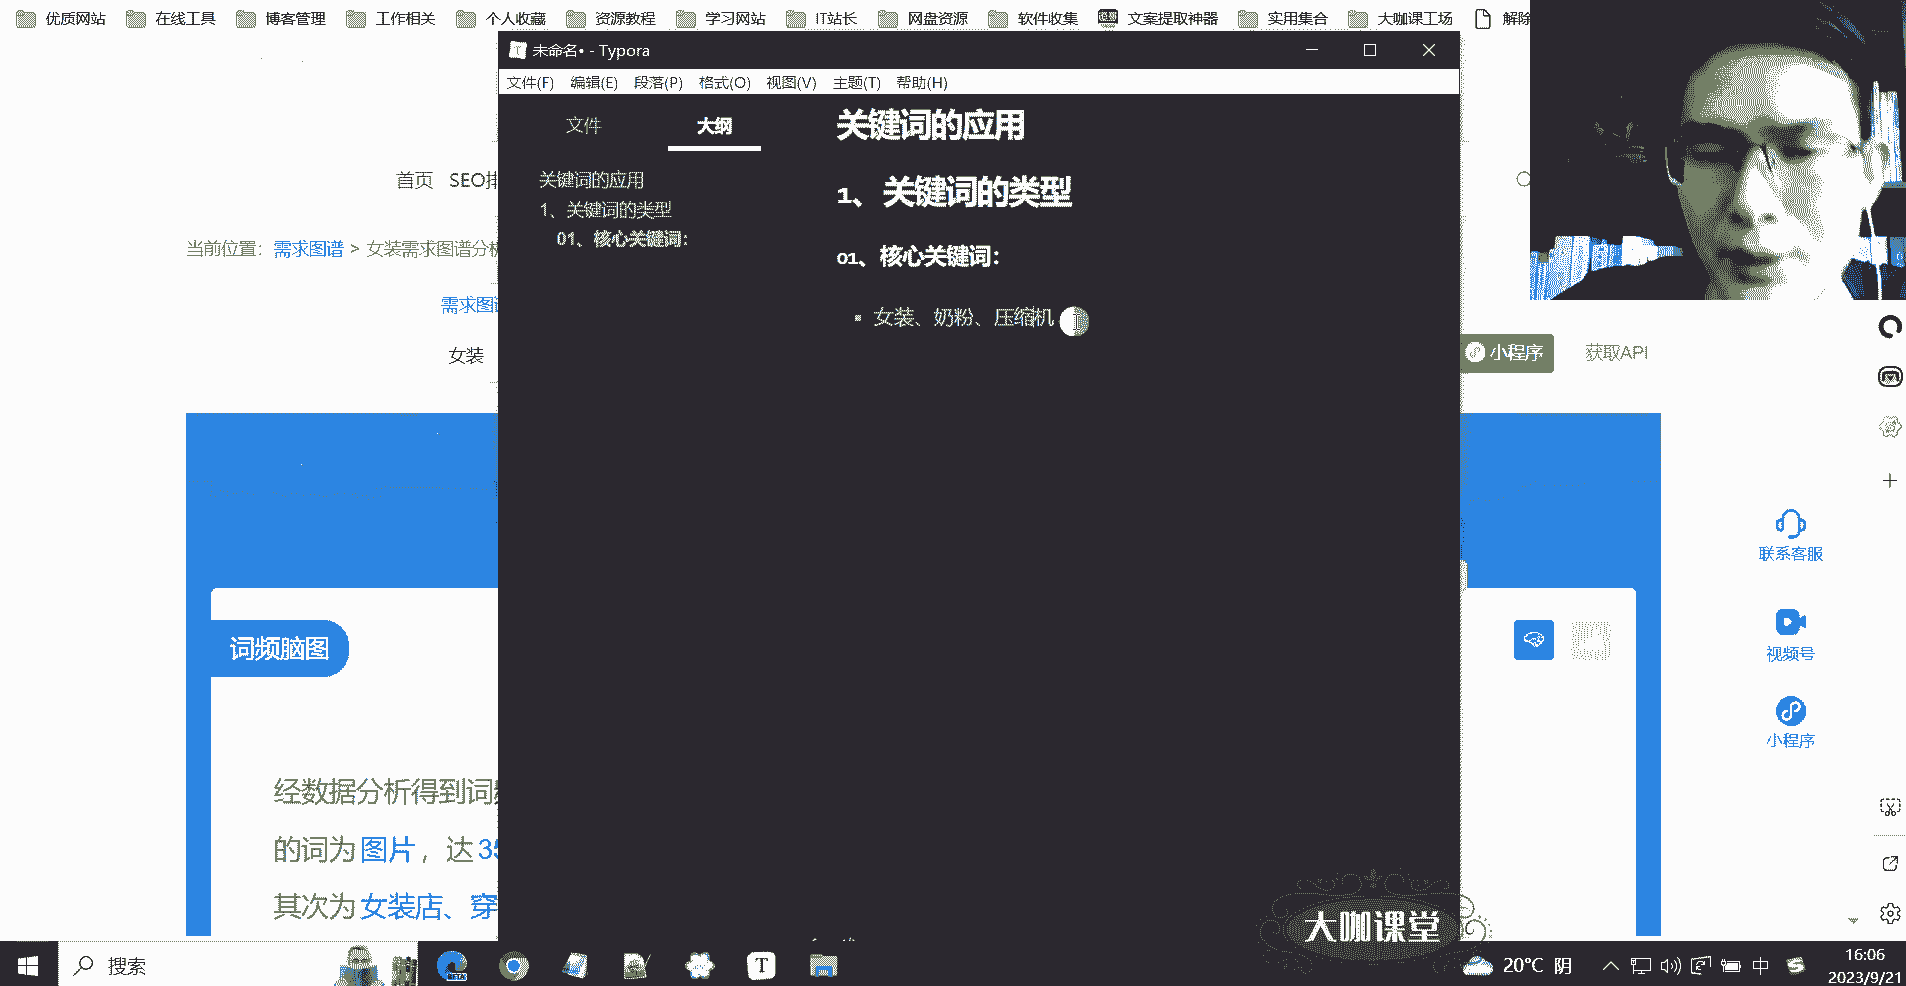 优质网站 在线工具 博客管理 工作相关 个人收藏 资源教程 学习网站 IT站长 网盘资源 软件收集 文案提取神器 实用集合 大咖课工场 解除
未命名• - Typora
文件(F) 编辑(E) 段落(P) 格式(O) 视图(V) 主题(T) 帮助(H)
文件 大纲
关键词的应用
1、关键词的类型
01、核心关键词：
关键词的应用
1、关键词的类型
01、核心关键词：
女装、奶粉、压缩机
首页 SEO
当前位置：需求图谱 > 女装需求图谱分
需求图
女装
小程序 获取API
词频脑图
经数据分析得到词
的词为图片，达35
其次为女装店、穿
联系客服
视频号
小程序
大咖课堂
搜索
BETA
T
20°C 阴
中
16:06
2023/9/21